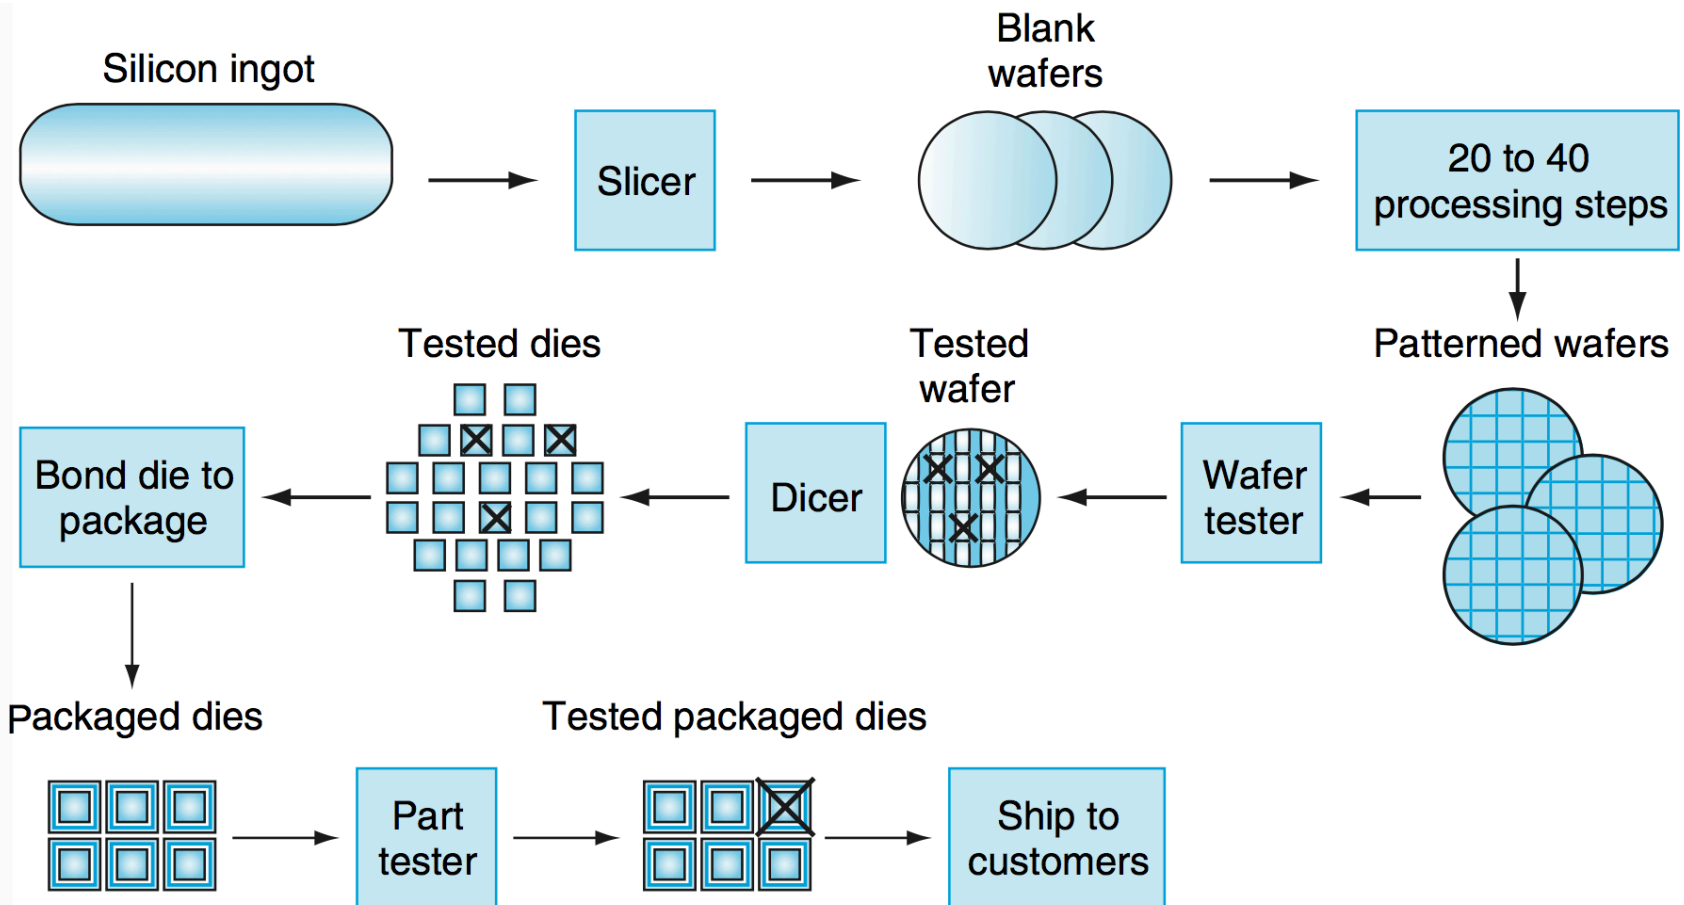 Silicon ingot
Slicer
Blank
wafers
20 to 40
processing steps
Patterned wafers
Wafer
tester
Tested
wafer
Dicer
Tested dies
Bond die to
package
Packaged dies
Part
tester
Tested packaged dies
Ship to
customers